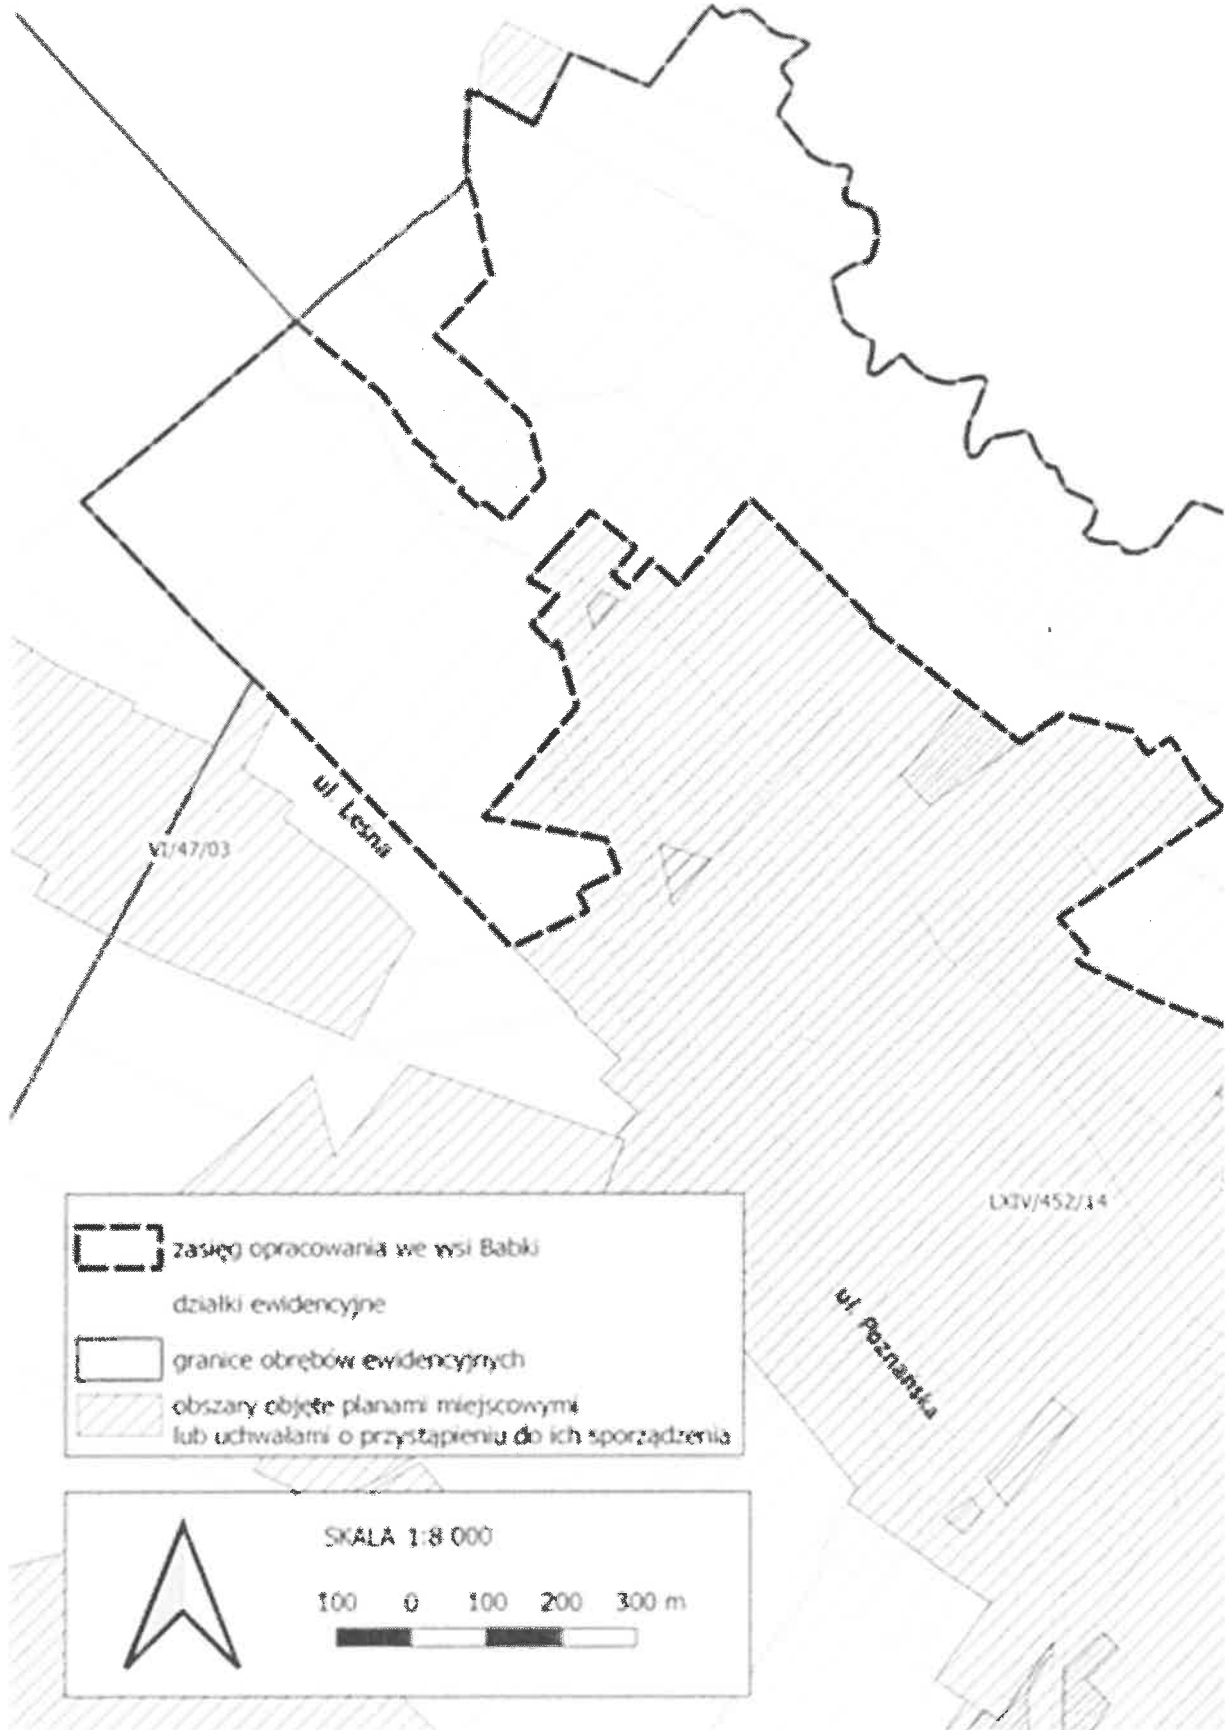 ul. Leśna
VI/47/03
LXIV/452/14
zasięg opracowania we wsi Babki
działki ewidencyjne
granice obrębów ewidencyjnych
obszary objęte planami miejscowymi
lub uchwałami o przystąpieniu do ich sporządzenia
ul. Poznańska
SKALA 1:8 000
100 0 100 200 300 m